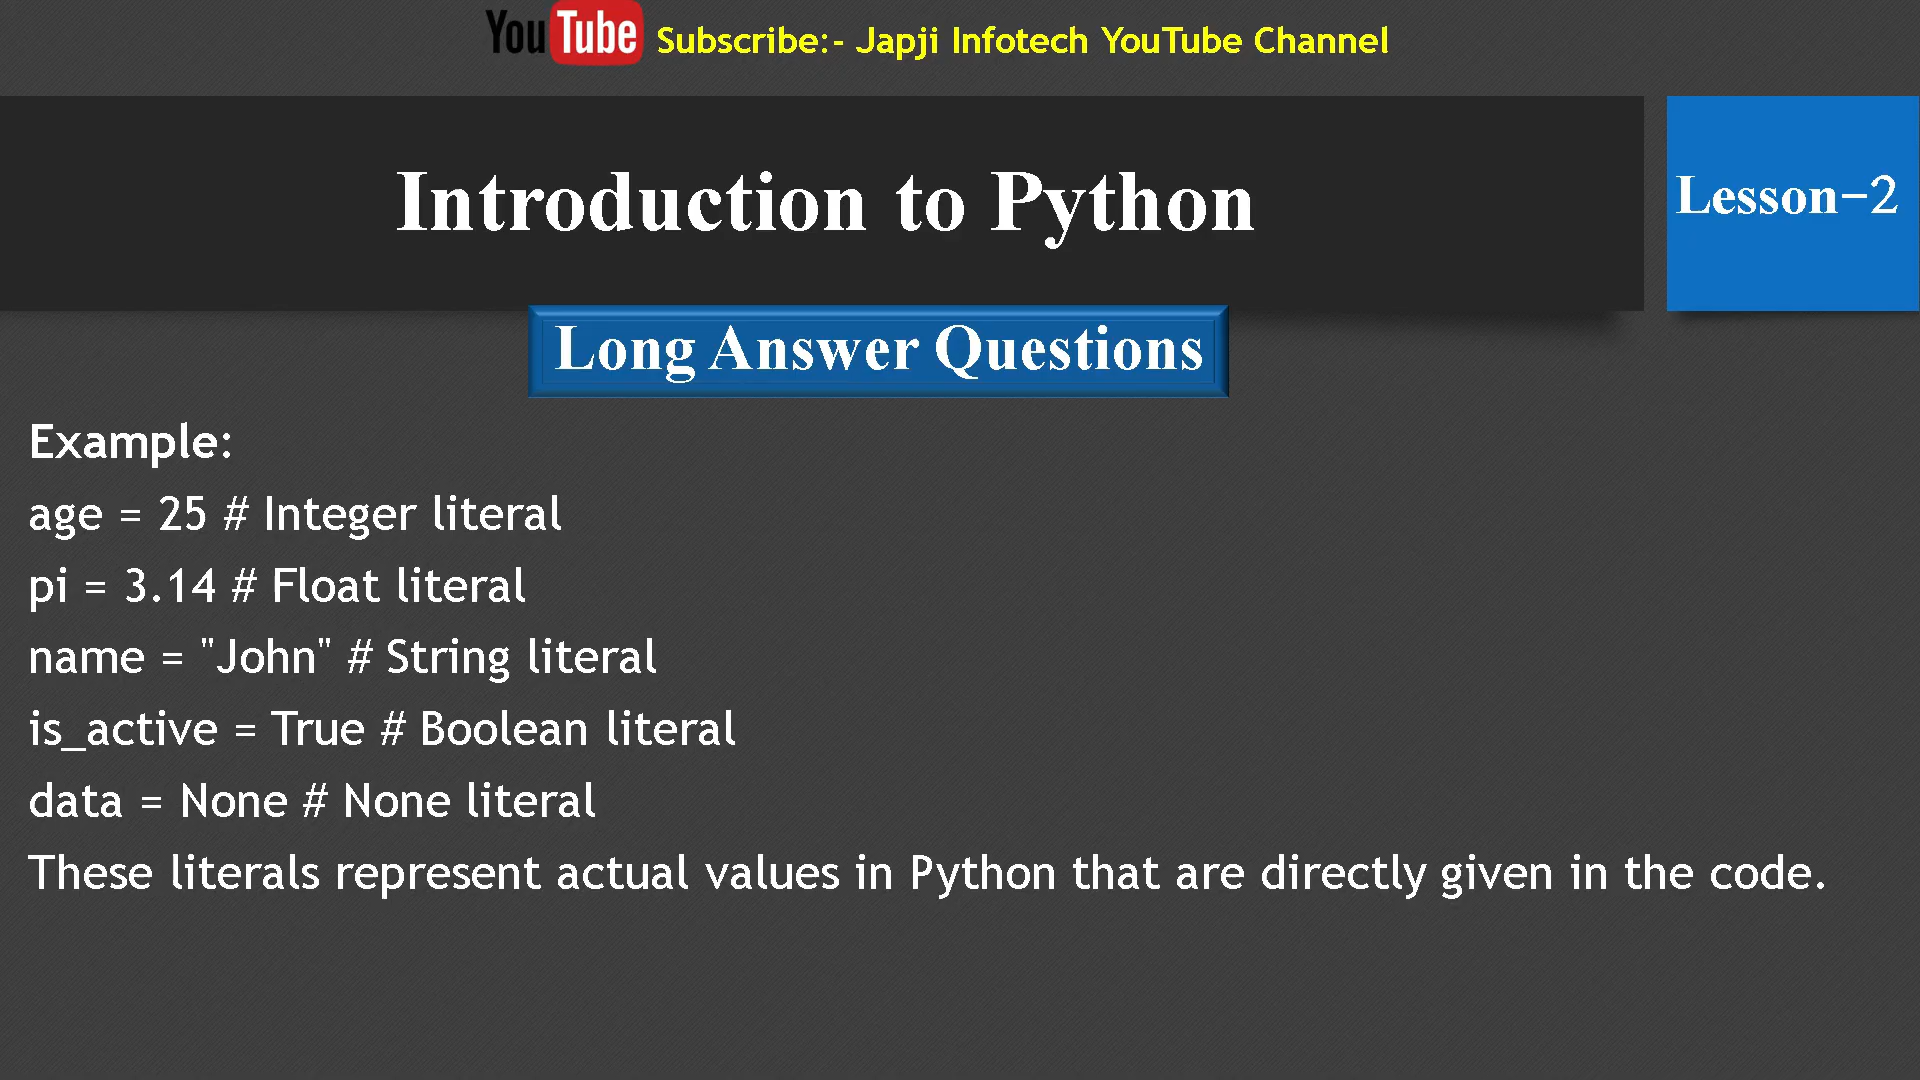 YouTube Subscribe:- Japji Infotech YouTube Channel
Introduction to Python
Lesson-2
Long Answer Questions
Example:
age = 25 # Integer literal
pi = 3.14 # Float literal
name = "John" # String literal
is_active = True # Boolean literal
data = None # None literal
These literals represent actual values in Python that are directly given in the code.